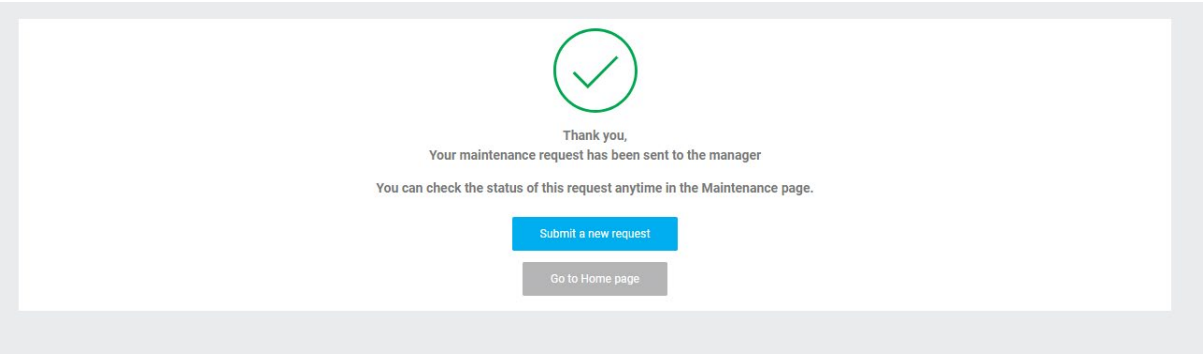 Thank you,
Your maintenance request has been sent to the manager
You can check the status of this request anytime in the Maintenance page.
Submit a new request
Go to Home page